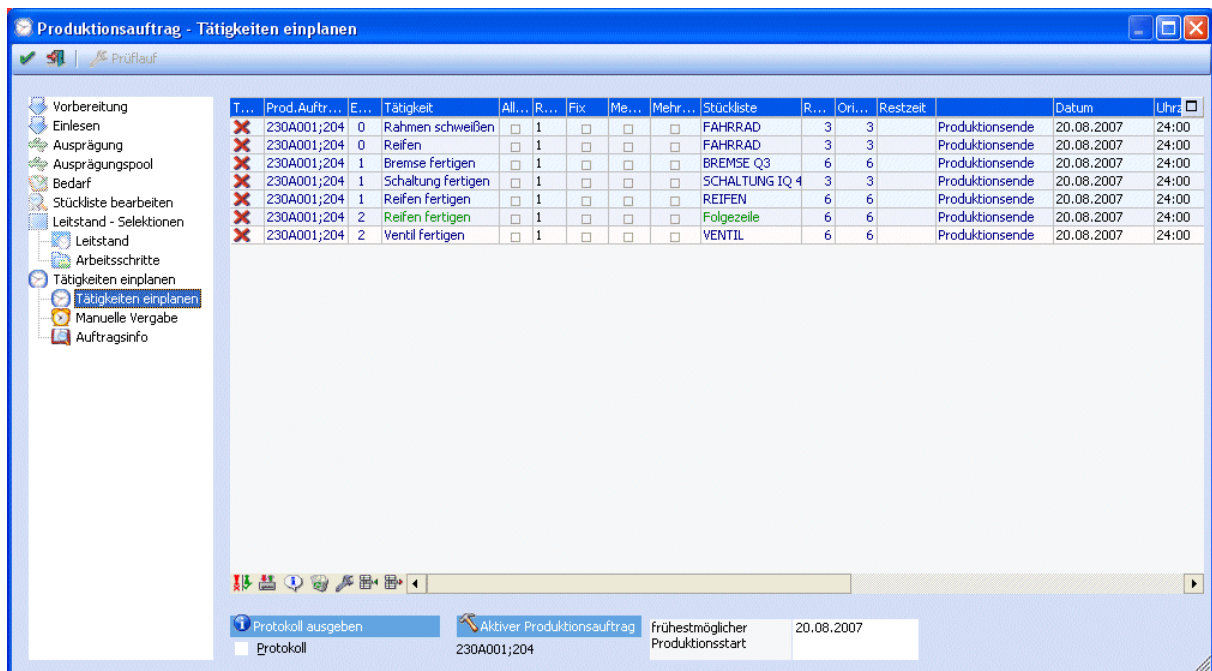 Produktionsauftrag - Tätigkeiten einplanen
Prüflauf
Vorbereitung
Einlesen
Ausprägung
Ausprägungspool
Bedarf
Stückliste bearbeiten
Leitstand - Selektionen
Leitstand
Arbeitsschritte
Tätigkeiten einplanen
Tätigkeiten einplanen
Manuelle Vergabe
Auftragsinfo
T... Prod.Auftr... E... Tätigkeit All... R... Fix Me... Mehr... Stückliste R... Ori... Restzeit Datum Uhrz
230A001;204 0 Rahmen schweißen 1 FAHRRAD 3 3 Produktionsende 20.08.2007 24:00
230A001;204 0 Reifen 1 FAHRRAD 3 3 Produktionsende 20.08.2007 24:00
230A001;204 1 Bremse fertigen 1 BREMSE Q3 6 6 Produktionsende 20.08.2007 24:00
230A001;204 1 Schaltung fertigen 1 SCHALTUNG IQ 4 3 3 Produktionsende 20.08.2007 24:00
230A001;204 1 Reifen fertigen 1 REIFEN 6 6 Produktionsende 20.08.2007 24:00
230A001;204 2 Reifen fertigen 1 Folgezeile 6 6 Produktionsende 20.08.2007 24:00
230A001;204 2 Ventil fertigen 1 VENTIL 6 6 Produktionsende 20.08.2007 24:00
Protokoll ausgeben
Protokoll
Aktiver Produktionsauftrag
230A001;204
frühestmöglicher
Produktionsstart
20.08.2007